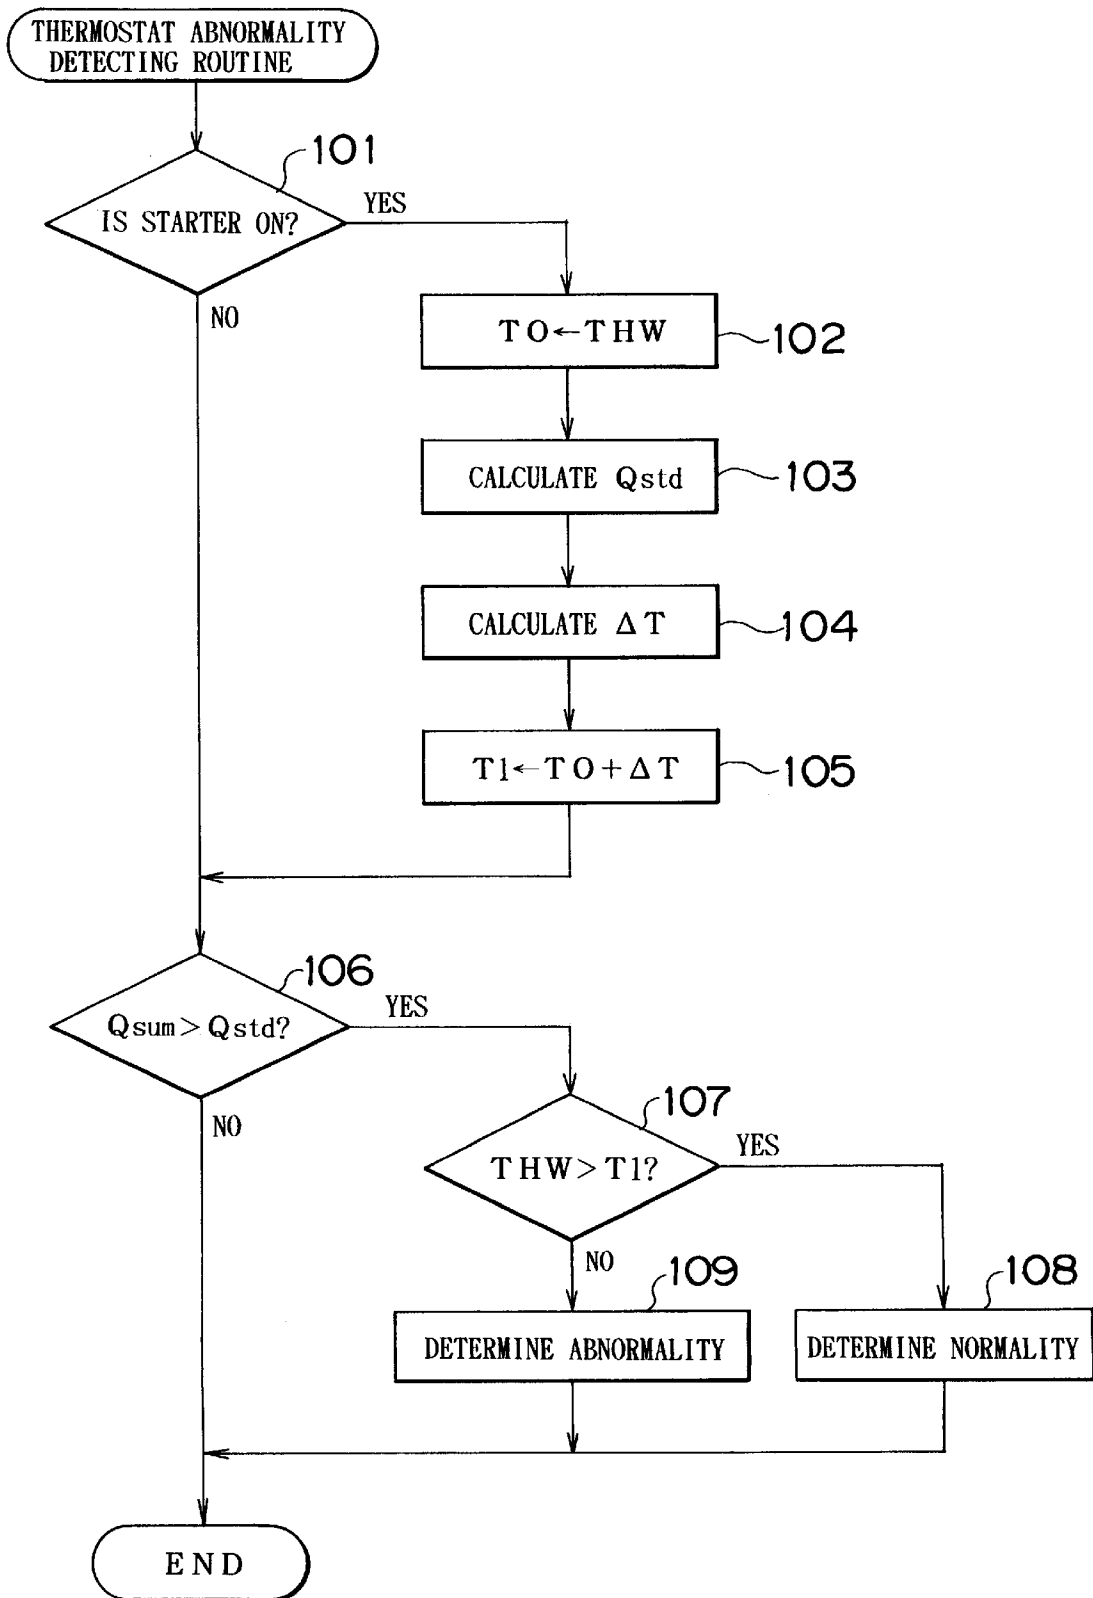 THERMOSTAT ABNORMALITY
DETECTING ROUTINE
101
IS STARTER ON?
YES
NO
TO←THW
102
CALCULATE Qstd
103
CALCULATE ΔT
104
T1←TO+ΔT
105
106
Qsum>Qstd?
YES
NO
107
THW>T1?
YES
NO
109
108
DETERMINE ABNORMALITY
DETERMINE NORMALITY
END